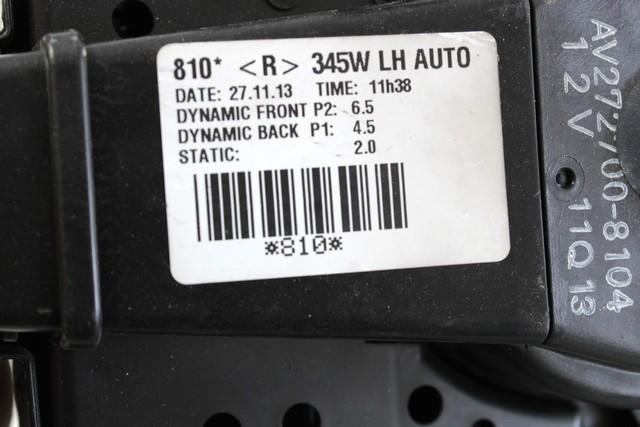 810* <R> 345W LH AUTO
DATE: 27.11.13 TIME: 11h38
DYNAMIC FRONT P2: 6.5
DYNAMIC BACK P1: 4.5
STATIC: 2.0
*810*
AV272700-8104
12V 11Q13